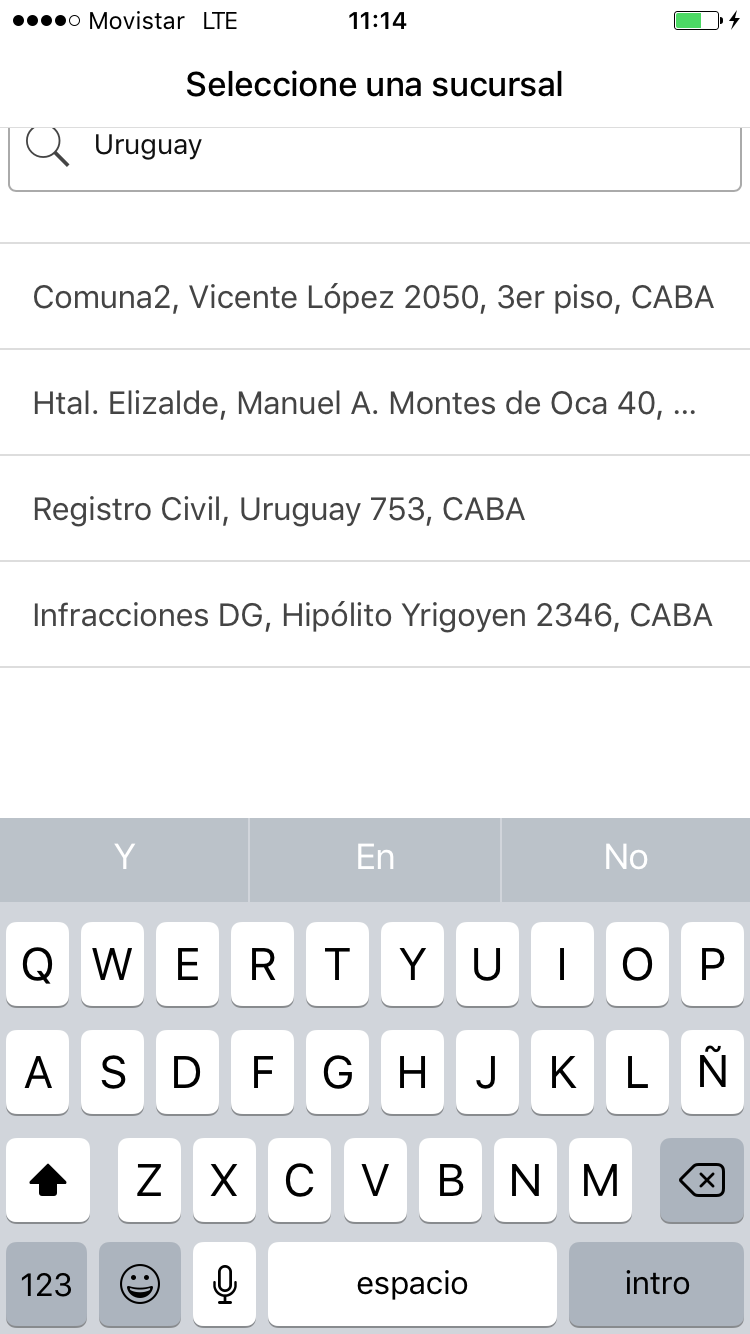 Movistar LTE 11:14
Seleccione una sucursal
Uruguay
Comuna2, Vicente López 2050, 3er piso, CABA
Htal. Elizalde, Manuel A. Montes de Oca 40, ...
Registro Civil, Uruguay 753, CABA
Infracciones DG, Hipólito Yrigoyen 2346, CABA
Y En No
Q W E R T Y U I O P
A S D F G H J K L Ñ
Z X C V B N M
123 espacio intro